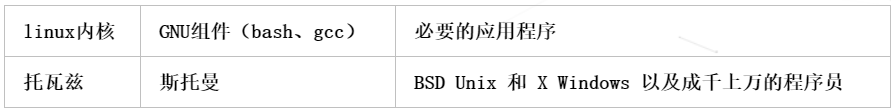 linux内核 GNU组件（bash、gcc） 必要的应用程序
托瓦兹 斯托曼 BSD Unix 和 X Windows 以及成千上万的程序员